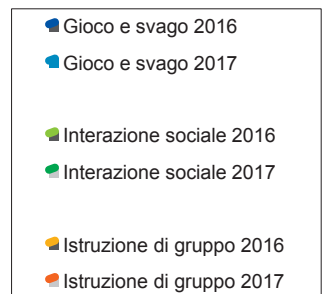 Gioco e svago 2016
Gioco e svago 2017
Interazione sociale 2016
Interazione sociale 2017
Istruzione di gruppo 2016
Istruzione di gruppo 2017